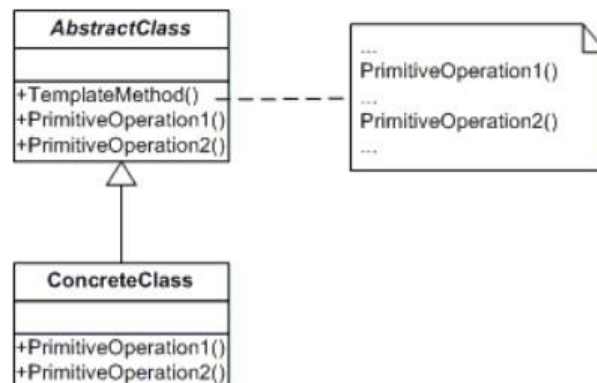 AbstractClass
+TemplateMethod()
+PrimitiveOperation1()
+PrimitiveOperation2()
...
PrimitiveOperation1()
...
PrimitiveOperation2()
...
ConcreteClass
+PrimitiveOperation1()
+PrimitiveOperation2()